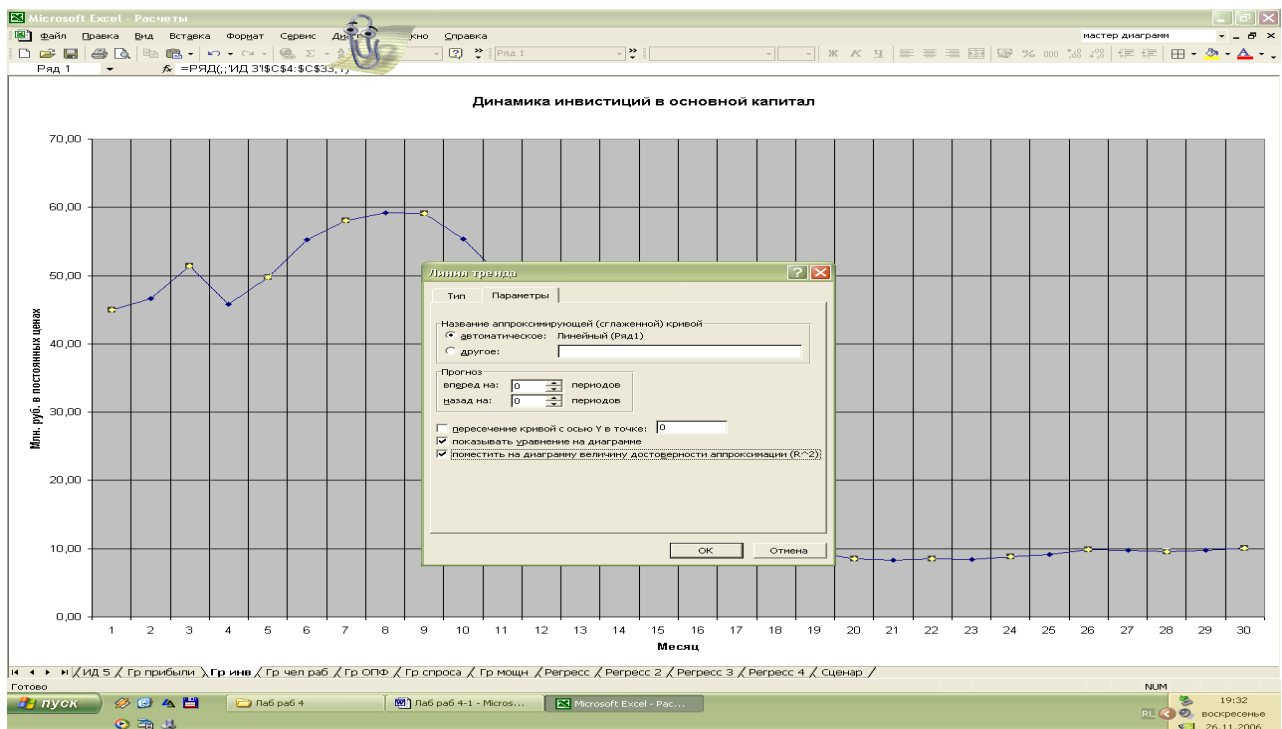 Microsoft Excel - Расчеты
Файл Правка Вид Вставка Формат Сервис Справка мастер диаграмм
Ряд 1
Ж К Ч % 000
Ряд 1 fx =РЯД(;;'ИД 3'!$C$4:$C$33;1)
Динамика инвистиций в основной капитал
70,00
60,00
50,00
40,00
30,00
20,00
10,00
0,00
Млн. руб. в постоянных ценах
1 2 3 4 5 6 7 8 9 10 11 12 13 14 15 16 17 18 19 20 21 22 23 24 25 26 27 28 29 30
Месяц
Линия тренда
Тип Параметры
Название аппроксимирующей (сглаженной) кривой
автоматическое: Линейный (Ряд1)
другое:
Прогноз
вперед на: 0 периодов
назад на: 0 периодов
пересечение кривой с осью Y в точке: 0
показывать уравнение на диаграмме
поместить на диаграмму величину достоверности аппроксимации (R^2)
ОК Отмена
ИД 5 / Гр прибыли \ Гр инв / Гр чел раб / Гр ОПФ / Гр спроса / Гр мощн / Регресс / Регресс 2 / Регресс 3 / Регресс 4 / Сценар /
Готово NUM
пуск Лаб раб 4 Лаб раб 4-1 - Micros... Microsoft Excel - Рас... RL 19:32
воскресенье
26.11.2006